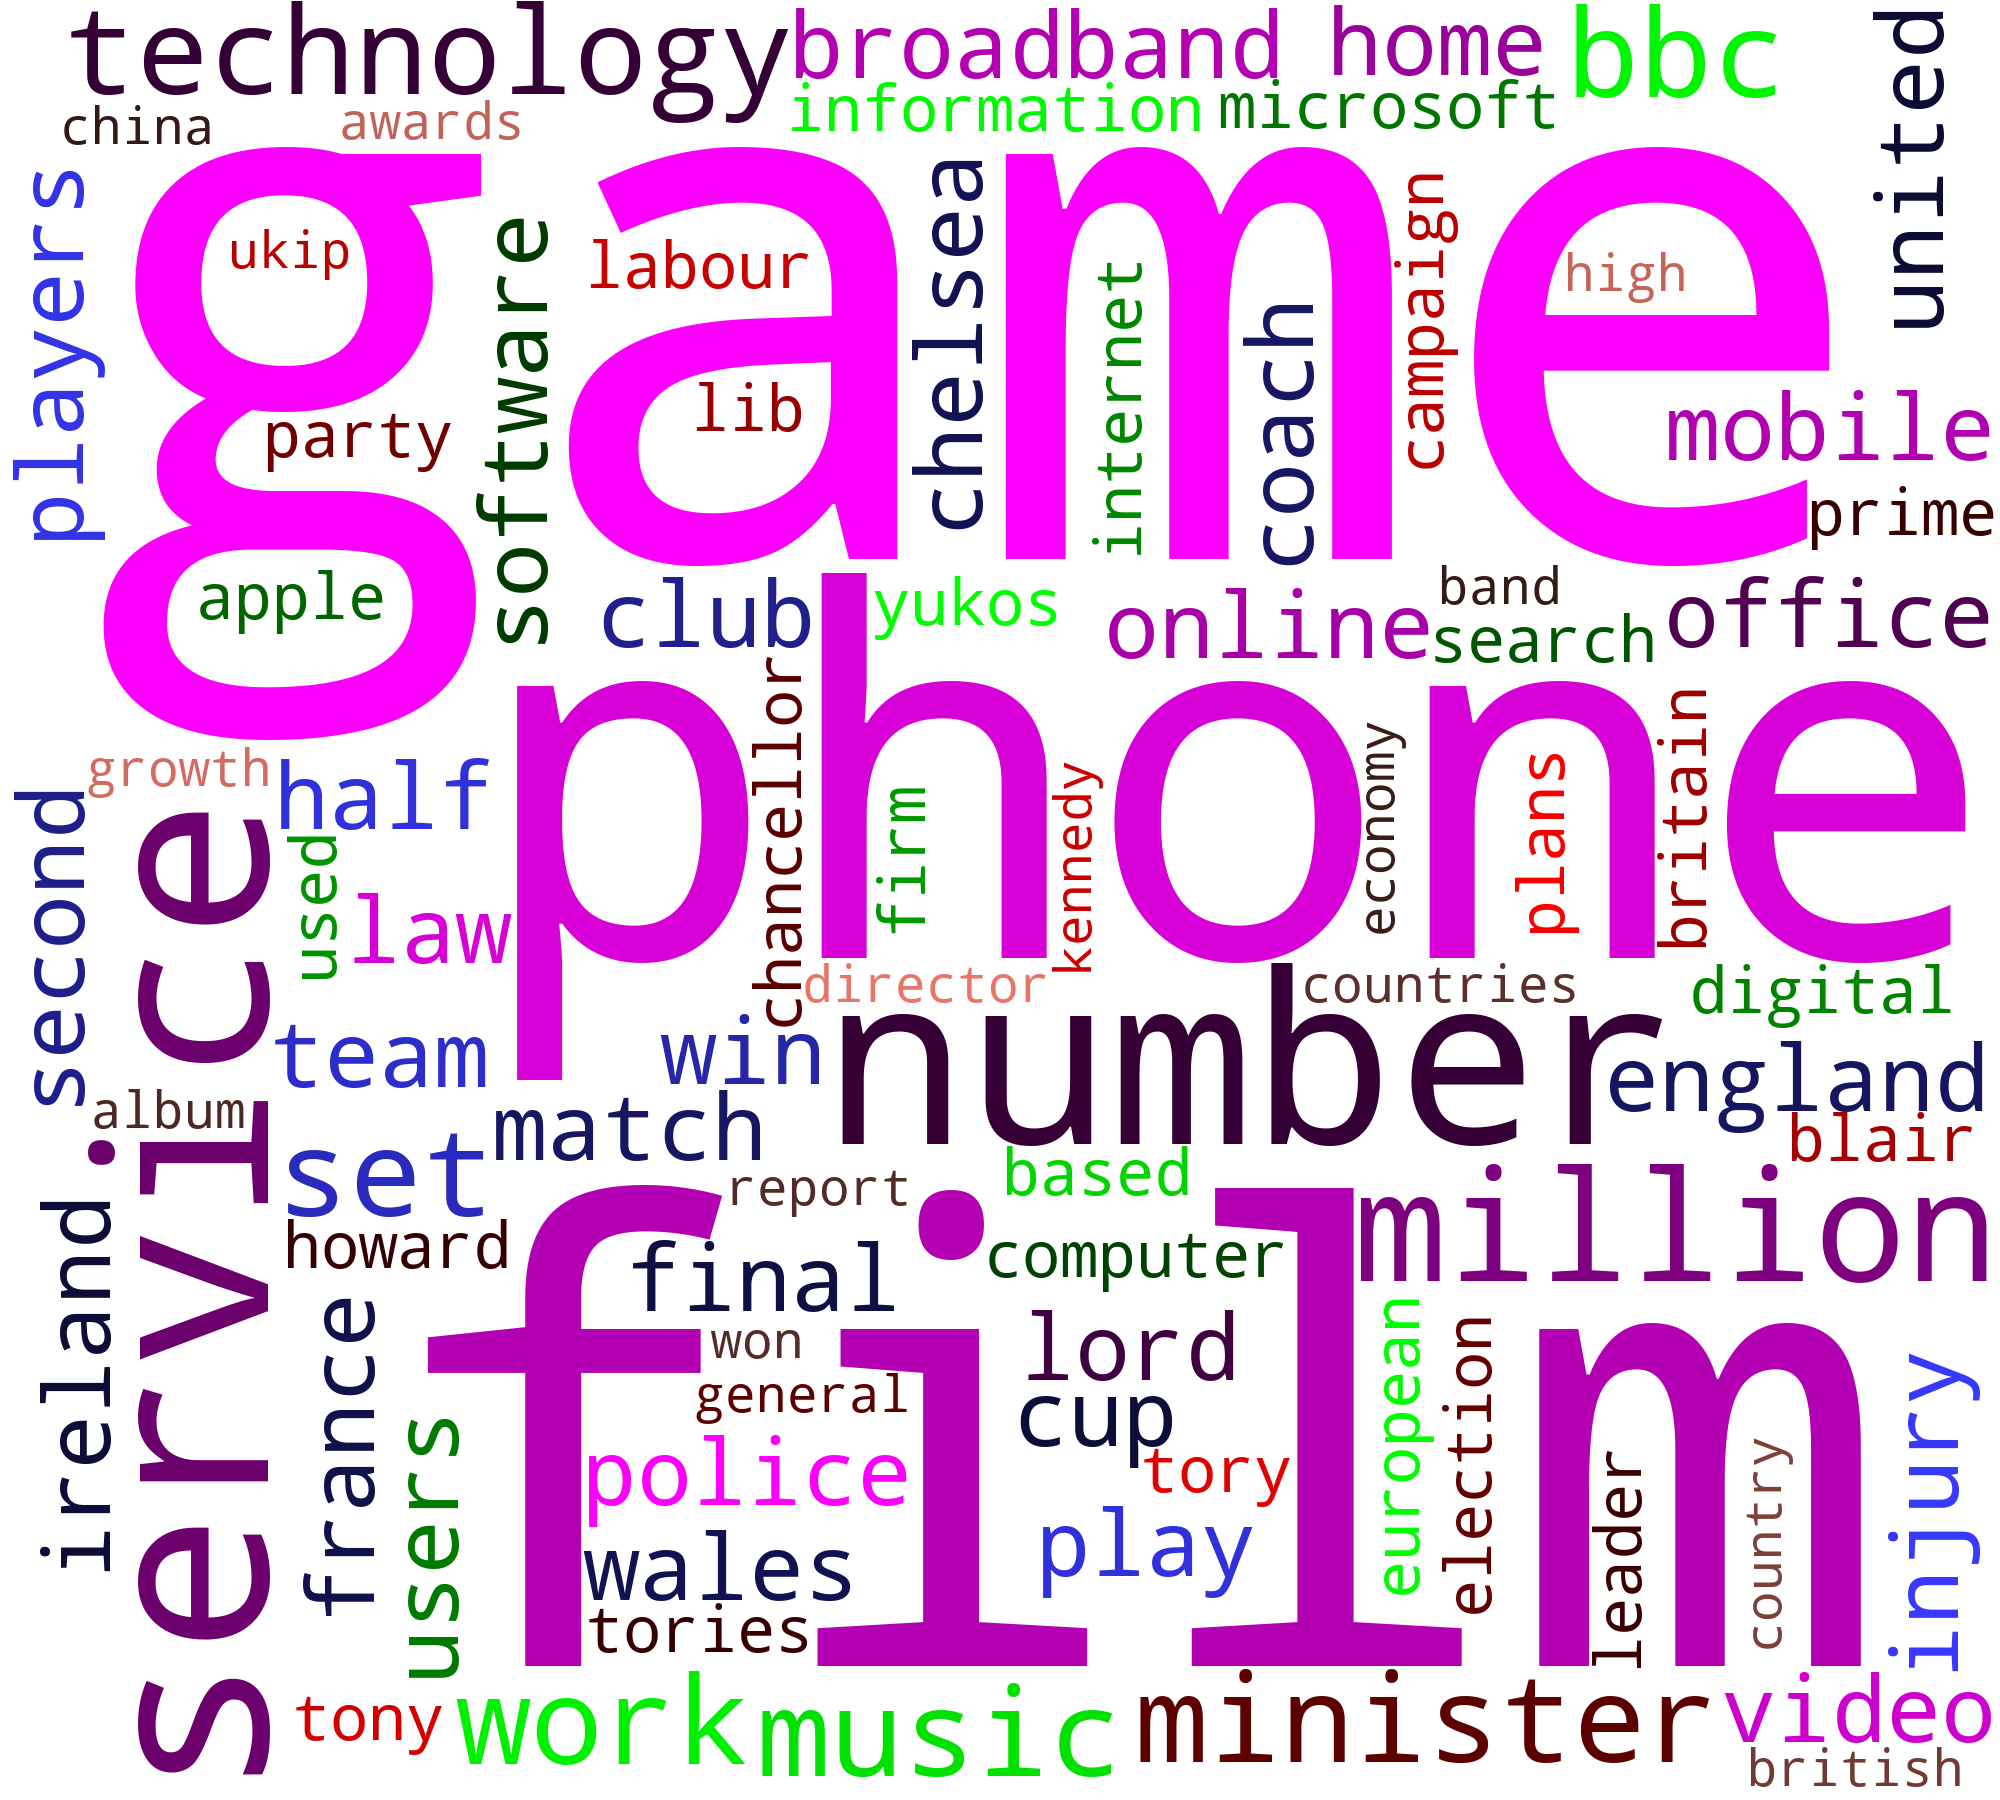 technology
broadband
home
bbc
united
china
awards
information
microsoft
game
players
ukip
software
labour
chelsea
internet
coach
campaign
high
party
lib
mobile
prime
apple
club
yukos
online
band
search
office
phone
growth
half
chancellor
firm
kennedy
economy
plans
britain
second
service
used
law
director
countries
digital
team
win
number
england
album
set
match
report
based
blair
million
ireland
howard
final
computer
film
france
won
general
lord
cup
european
election
injury
users
police
tory
leader
country
wales
play
tories
tony
work
music
minister
video
british